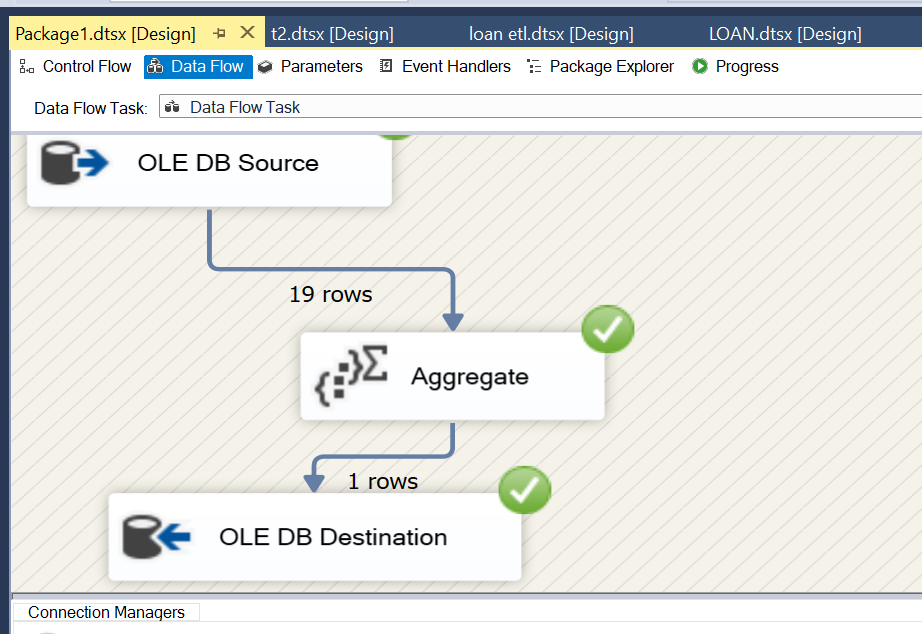 Package1.dtsx [Design] t2.dtsx [Design] loan etl.dtsx [Design] LOAN.dtsx [Design]
Control Flow Data Flow Parameters Event Handlers Package Explorer Progress
Data Flow Task: Data Flow Task
OLE DB Source
19 rows
Aggregate
1 rows
OLE DB Destination
Connection Managers